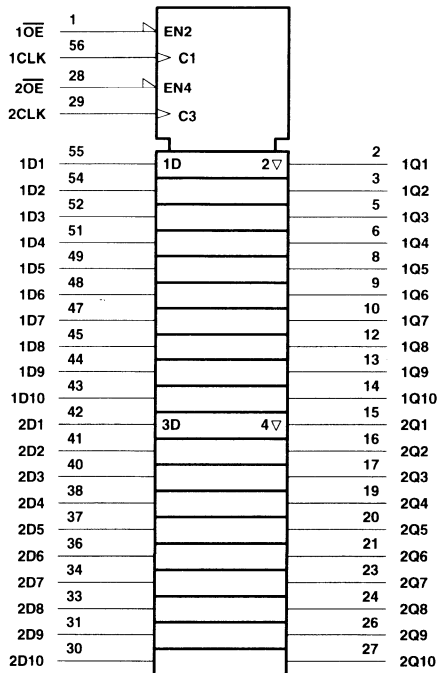 1OE 1 EN2
1CLK 56 C1
2OE 28 EN4
2CLK 29 C3
1D1 55 1D 2▽ 2 1Q1
1D2 54 3 1Q2
1D3 52 5 1Q3
1D4 51 6 1Q4
1D5 49 8 1Q5
1D6 48 9 1Q6
1D7 47 10 1Q7
1D8 45 12 1Q8
1D9 44 13 1Q9
1D10 43 14 1Q10
2D1 42 3D 4▽ 15 2Q1
2D2 41 16 2Q2
2D3 40 17 2Q3
2D4 38 19 2Q4
2D5 37 20 2Q5
2D6 36 21 2Q6
2D7 34 23 2Q7
2D8 33 24 2Q8
2D9 31 26 2Q9
2D10 30 27 2Q10